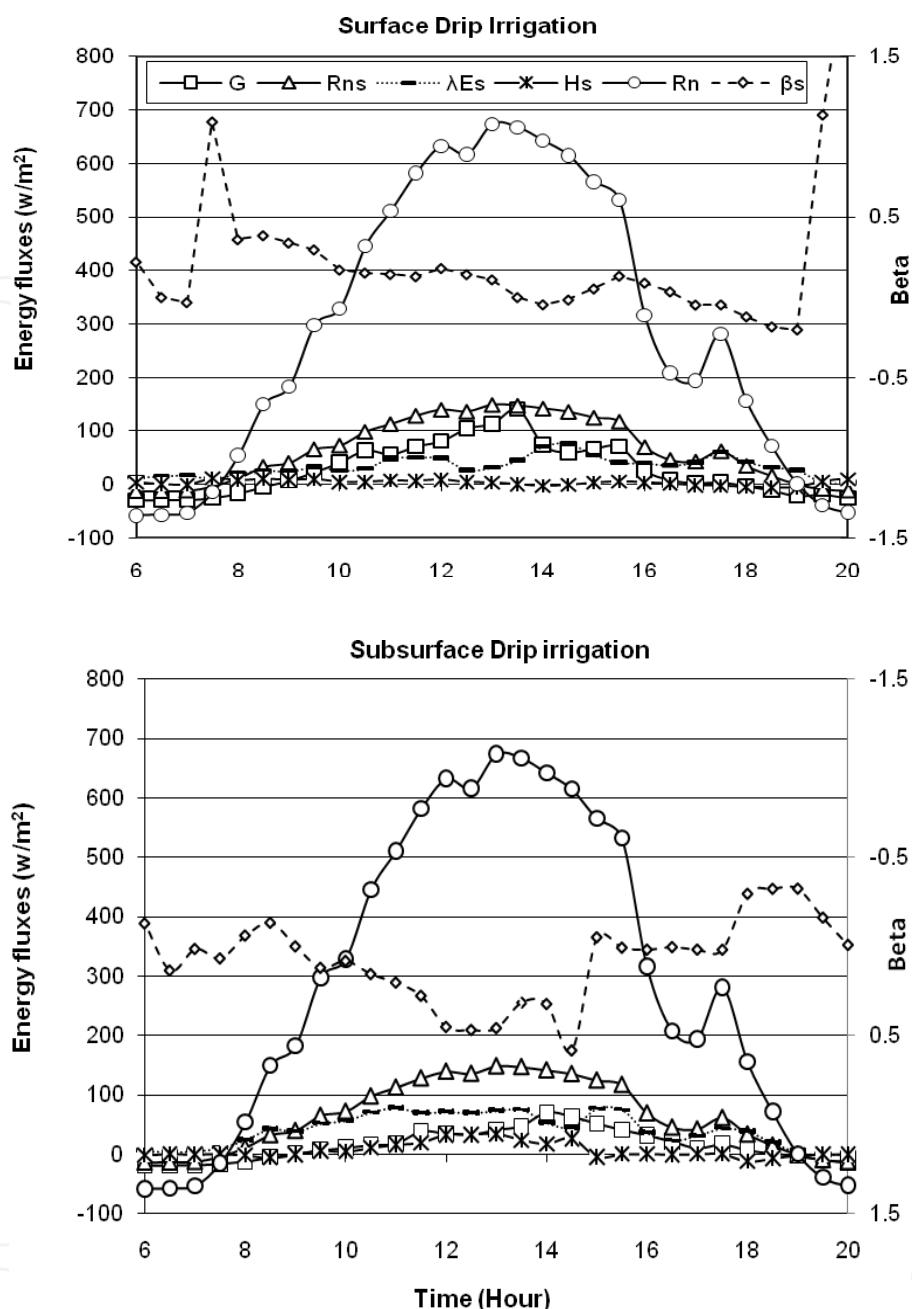 Surface Drip Irrigation
800 1.5
G Rns λEs Hs Rn βs
700
600
500 0.5
400
300
200 -0.5
100
0
-100 -1.5
6 8 10 12 14 16 18 20
Energy fluxes (w/m²)
Beta
Subsurface Drip irrigation
800 -1.5
700
600
500 -0.5
400
300
200 0.5
100
0
-100 1.5
6 8 10 12 14 16 18 20
Energy fluxes (w/m²)
Beta
Time (Hour)